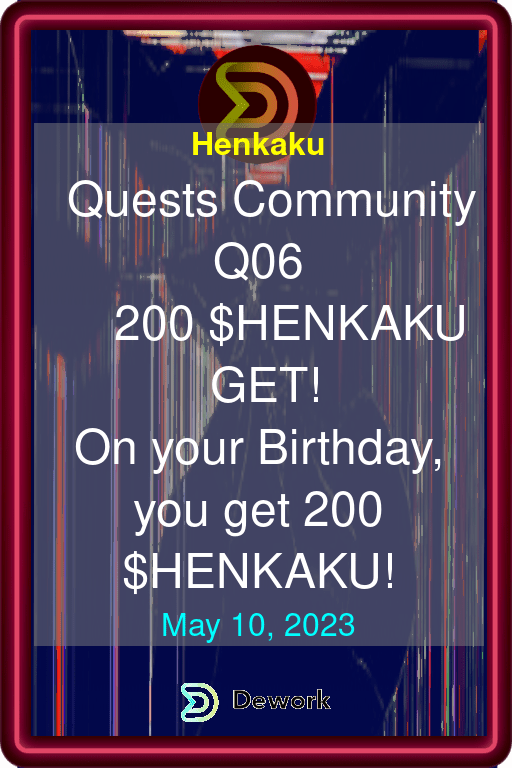 Henkaku
Quests Community
Q06
200 $HENKAKU
GET!
On your Birthday,
you get 200
$HENKAKU!
May 10, 2023
Dework